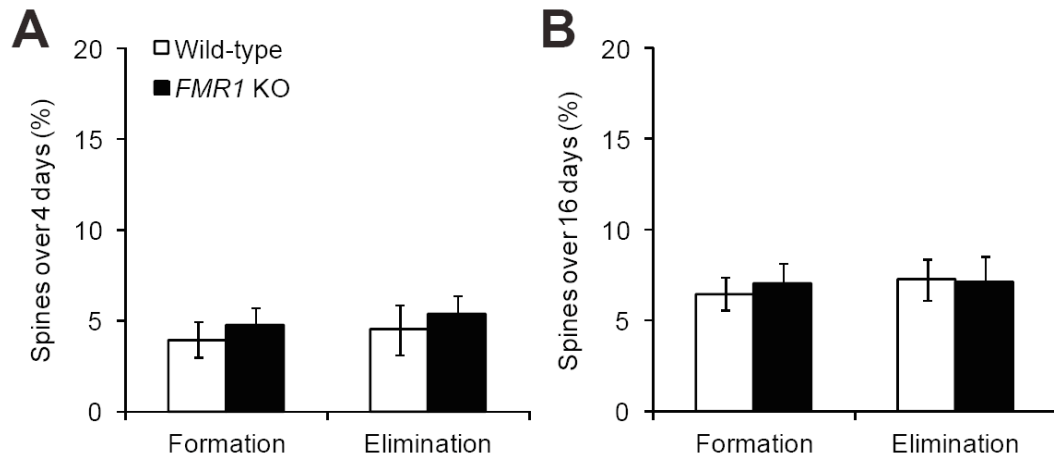 A
Spines over 4 days (%)
20
15
10
5
0
Wild-type
FMR1 KO
Formation
Elimination
B
Spines over 16 days (%)
20
15
10
5
0
Formation
Elimination